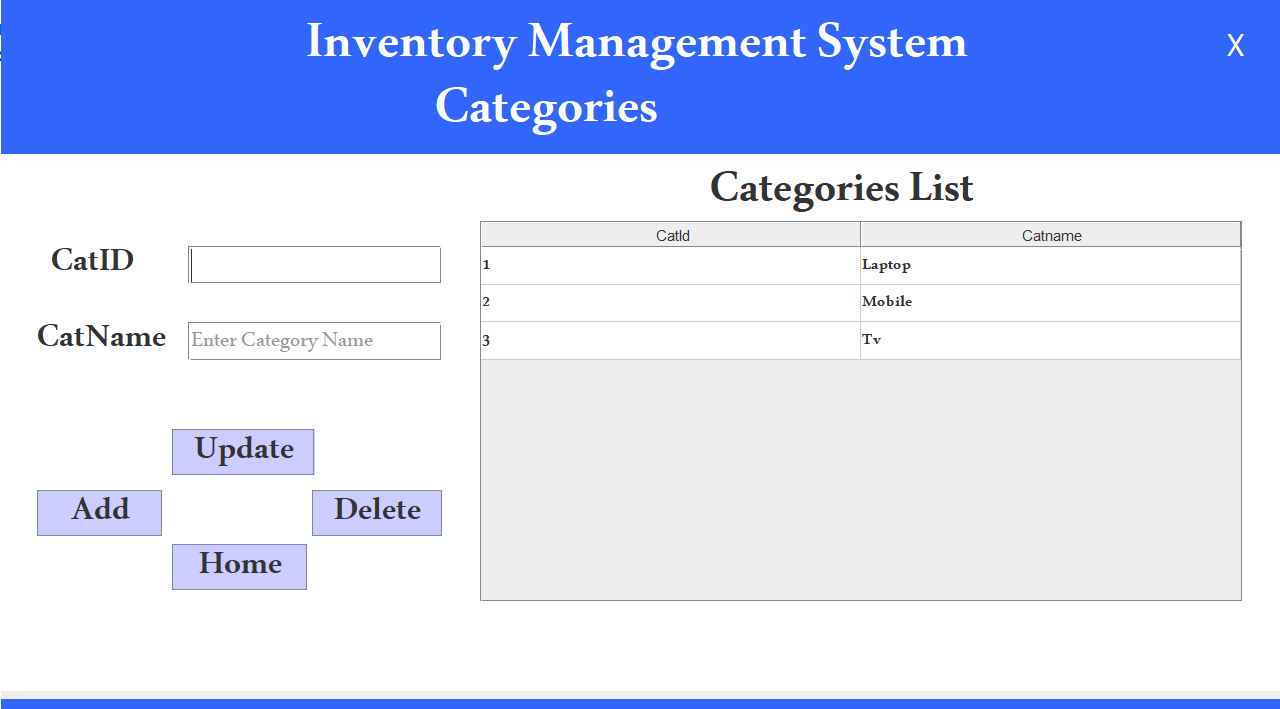 Inventory Management System
X
Categories
Categories List
CatId Catname
CatID
1 Laptop
2 Mobile
CatName Enter Category Name
3 Tv
Update
Add Delete
Home